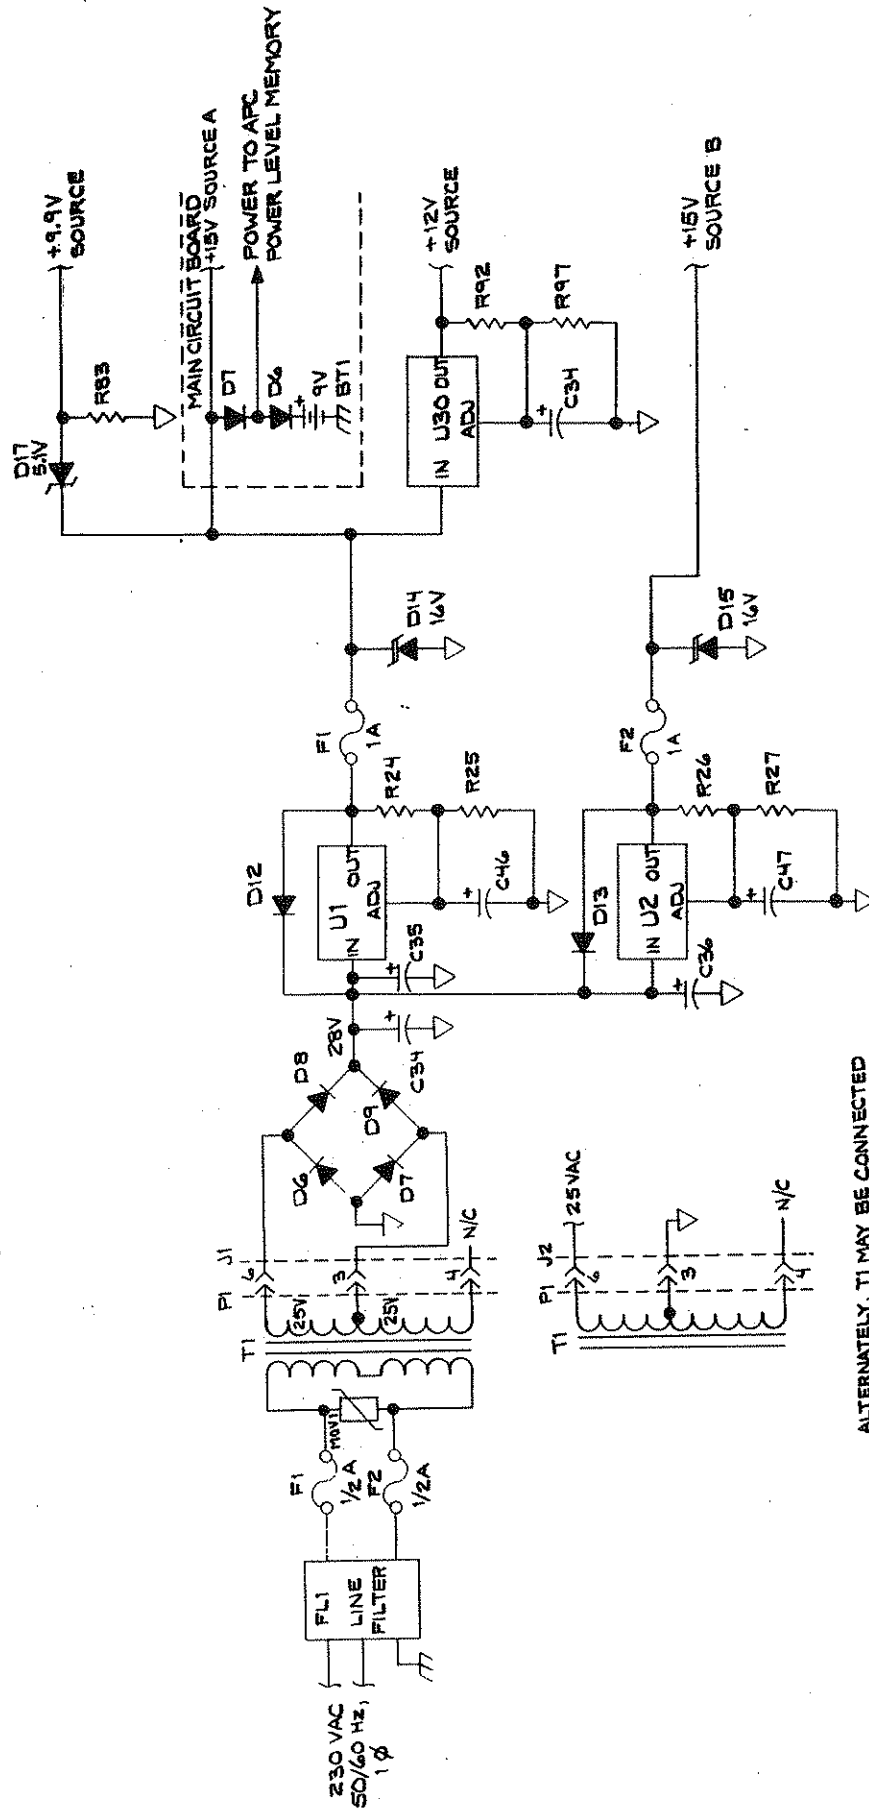 230 VAC
50/60 HZ,
1 Ø
FL1
LINE
FILTER
F1
1/2 A
F2
1/2A
MOV1
T1
P1
J1
25V
25V
6
3
4
N/C
D6
D8
D7
D9
28V
C34
C35
D12
U1
IN
OUT
ADJ
R24
R25
C46
F1
1A
D14
16V
D17
5.1V
R83
+9.9V
SOURCE
MAIN CIRCUIT BOARD
+15V SOURCE A
D7
D6
POWER TO APC
POWER LEVEL MEMORY
9V
BT1
U30
IN
OUT
ADJ
+12V
SOURCE
R92
R97
C34
D13
U2
IN
OUT
ADJ
C36
R26
R27
C47
F2
1A
D15
16V
+15V
SOURCE B
T1
P1
J2
6
3
4
25VAC
N/C
ALTERNATELY, T1 MAY BE CONNECTED